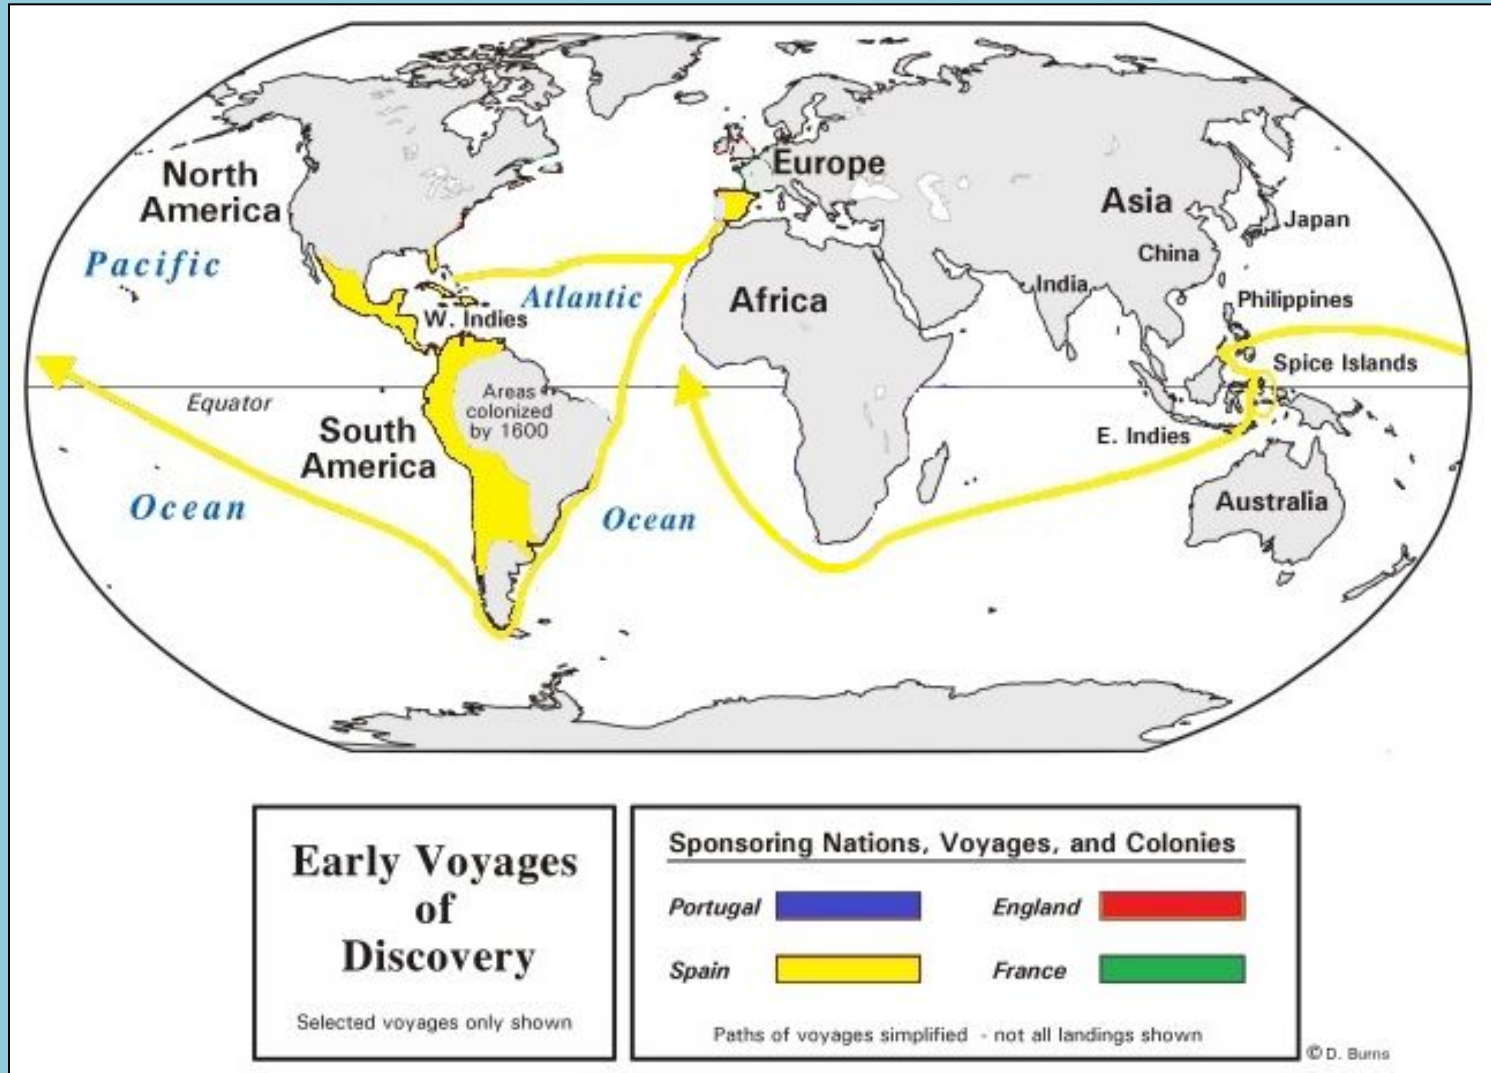 North
America
Pacific
Ocean
Equator
South
America
W. Indies
Areas
colonized
by 1600
Atlantic
Ocean
Europe
Africa
Asia
Japan
China
India
Philippines
Spice Islands
E. Indies
Australia
Early Voyages
of
Discovery
Selected voyages only shown
Sponsoring Nations, Voyages, and Colonies
Portugal
England
Spain
France
Paths of voyages simplified - not all landings shown
© D. Burns